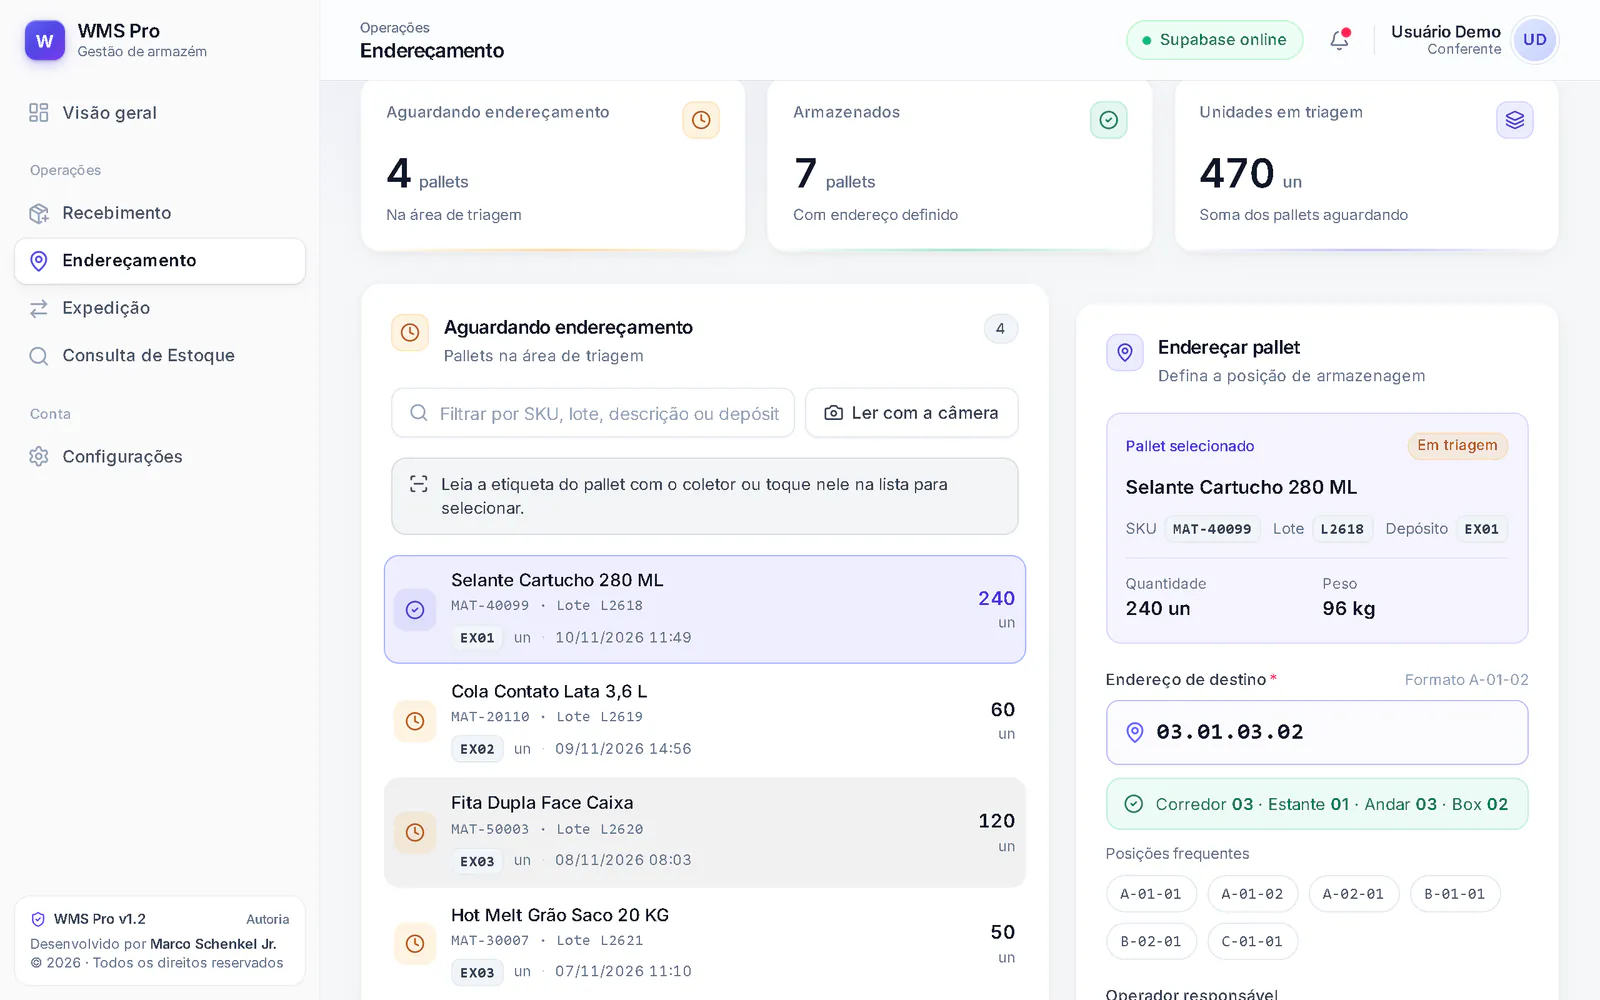 W
WMS Pro
Gestão de armazém
Visão geral
Operações
Recebimento
Endereçamento
Expedição
Consulta de Estoque
Conta
Configurações
WMS Pro v1.2
Autoria
Desenvolvido por Marco Schenkel Jr.
© 2026 · Todos os direitos reservados
Operações
Endereçamento
Supabase online
Usuário Demo
Conferente
UD
Aguardando endereçamento
4 pallets
Na área de triagem
Armazenados
7 pallets
Com endereço definido
Unidades em triagem
470 un
Soma dos pallets aguardando
Aguardando endereçamento
4
Pallets na área de triagem
Filtrar por SKU, lote, descrição ou depósit
Ler com a câmera
Leia a etiqueta do pallet com o coletor ou toque nele na lista para
selecionar.
Selante Cartucho 280 ML
MAT-40099 · Lote L2618
EX01 un · 10/11/2026 11:49
240
un
Cola Contato Lata 3,6 L
MAT-20110 · Lote L2619
EX02 un · 09/11/2026 14:56
60
un
Fita Dupla Face Caixa
MAT-50003 · Lote L2620
EX03 un · 08/11/2026 08:03
120
un
Hot Melt Grão Saco 20 KG
MAT-30007 · Lote L2621
EX03 un · 07/11/2026 11:10
50
un
Endereçar pallet
Defina a posição de armazenagem
Pallet selecionado
Em triagem
Selante Cartucho 280 ML
SKU MAT-40099 Lote L2618 Depósito EX01
Quantidade
240 un
Peso
96 kg
Endereço de destino *
Formato A-01-02
03.01.03.02
Corredor 03 · Estante 01 · Andar 03 · Box 02
Posições frequentes
A-01-01
A-01-02
A-02-01
B-01-01
B-02-01
C-01-01
Operador responsável